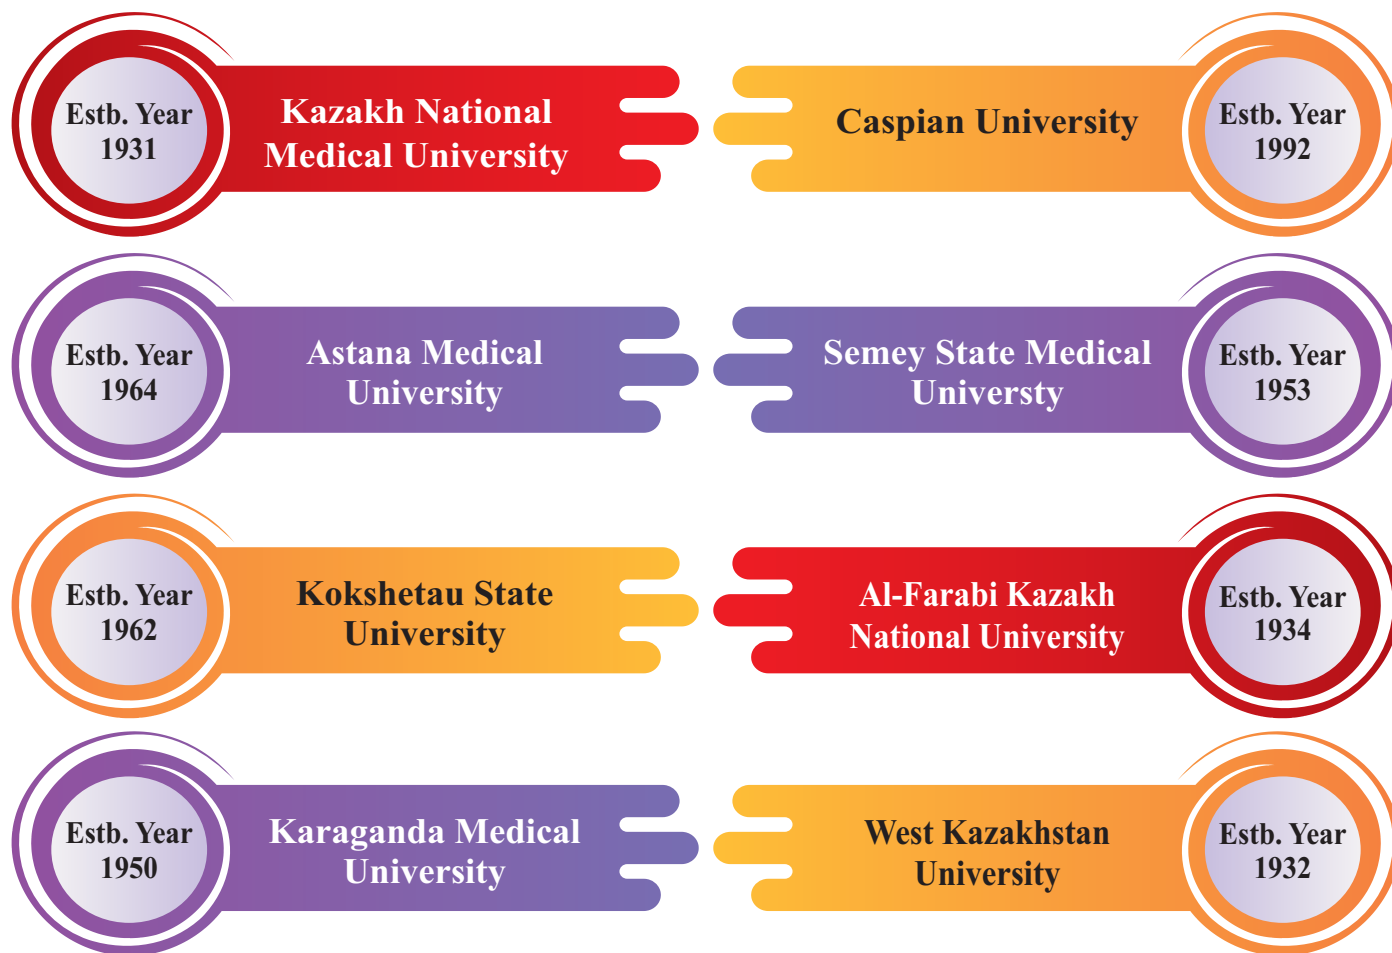 Estb. Year
1931
Kazakh National
Medical University
Caspian University
Estb. Year
1992
Estb. Year
1964
Astana Medical
University
Semey State Medical
Universty
Estb. Year
1953
Estb. Year
1962
Kokshetau State
University
Al-Farabi Kazakh
National University
Estb. Year
1934
Estb. Year
1950
Karaganda Medical
University
West Kazakhstan
University
Estb. Year
1932